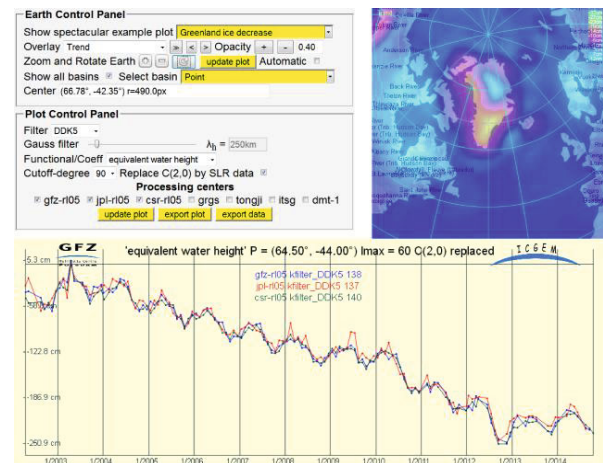 Earth Control Panel
Show spectacular example plot Greenland ice decrease
Overlay Trend >> < > Opacity + - 0.40
Zoom and Rotate Earth update plot Automatic
Show all basins Select basin Point
Center (66.78°, -42.35°) r=490.0px
Plot Control Panel
Filter DDK5
Gauss filter λh = 250km
Functional/Coeff equivalent water height
Cutoff-degree 90 Replace C(2,0) by SLR data
Processing centers
gfz-rl05 jpl-rl05 csr-rl05 grgs tongji itsg dmt-1
update plot export plot export data
GFZ 'equivalent water height' P = (64.50°, -44.00°) lmax = 60 C(2,0) replaced ICGEM
gfz-rl05 kfilter_DDK5 138
jpl-rl05 kfilter_DDK5 137
csr-rl05 kfilter_DDK5 140
5.3 cm
-122.8 cm
-186.9 cm
-250.9 cm
1/2003 1/2004 1/2005 1/2006 1/2007 1/2008 1/2009 1/2010 1/2011 1/2012 1/2013 1/2014